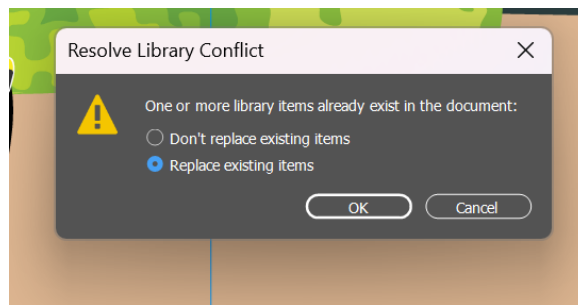 Resolve Library Conflict
One or more library items already exist in the document:
Don't replace existing items
Replace existing items
OK
Cancel